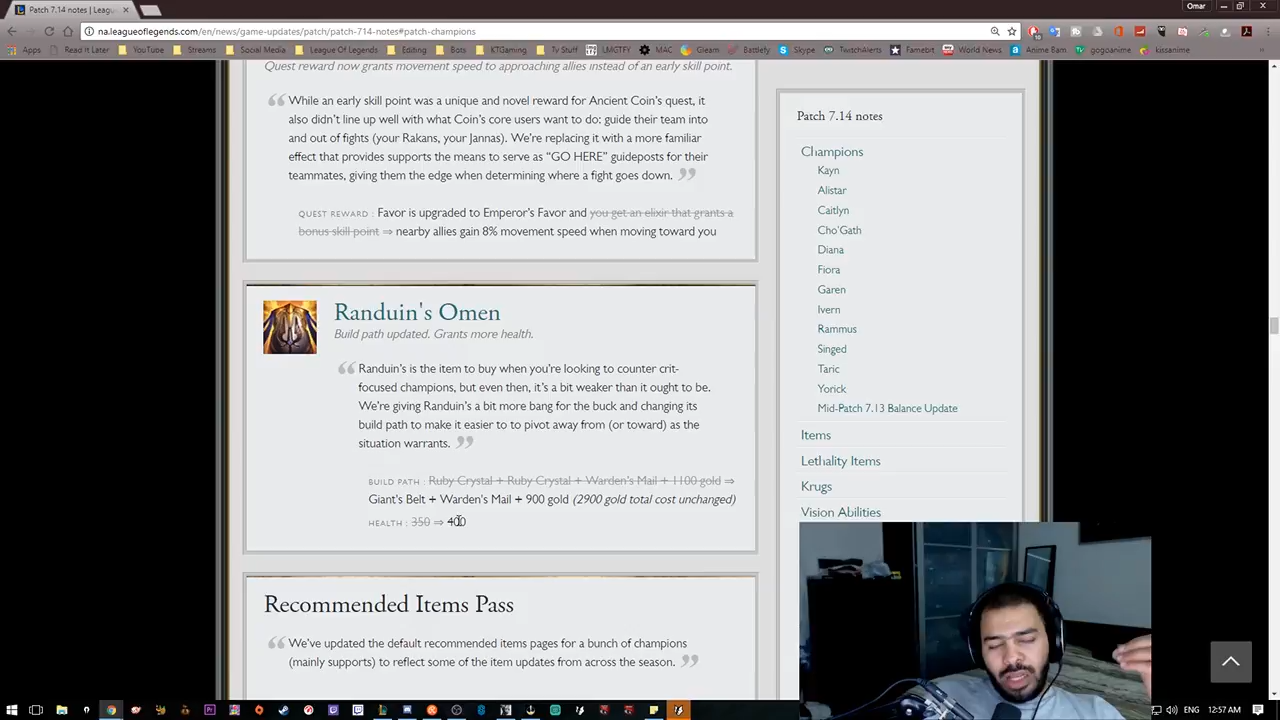 Patch 7.14 notes | Leagu
Omar
na.leagueoflegends.com/en/news/game-updates/patch/patch-714-notes#patch-champions
Apps
Read It Later
YouTube
Streams
Social Media
League Of Legends
Editing
Bots
KTGaming
Tv Stuff
LMGTFY
MAC
Gleam
Battlefy
Skype
TwitchAlerts
Famebit
World News
Anime Bam
gogoanime
kissanime
Quest reward now grants movement speed to approaching allies instead of an early skill point.
While an early skill point was a unique and novel reward for Ancient Coin's quest, it
also didn't line up well with what Coin's core users want to do: guide their team into
and out of fights (your Rakans, your Jannas). We're replacing it with a more familiar
effect that provides supports the means to serve as "GO HERE" guideposts for their
teammates, giving them the edge when determining where a fight goes down.
QUEST REWARD : Favor is upgraded to Emperor's Favor and you get an elixir that grants a
bonus skill point ⇒ nearby allies gain 8% movement speed when moving toward you
Randuin's Omen
Build path updated. Grants more health.
Randuin's is the item to buy when you're looking to counter crit-
focused champions, but even then, it's a bit weaker than it ought to be.
We're giving Randuin's a bit more bang for the buck and changing its
build path to make it easier to to pivot away from (or toward) as the
situation warrants.
BUILD PATH : Ruby Crystal + Ruby Crystal + Warden's Mail + 1100 gold ⇒
Giant's Belt + Warden's Mail + 900 gold (2900 gold total cost unchanged)
HEALTH : 350 ⇒ 400
Recommended Items Pass
We've updated the default recommended items pages for a bunch of champions
(mainly supports) to reflect some of the item updates from across the season.
Patch 7.14 notes
Champions
Kayn
Alistar
Caitlyn
Cho'Gath
Diana
Fiora
Garen
Ivern
Rammus
Singed
Taric
Yorick
Mid-Patch 7.13 Balance Update
Items
Lethality Items
Krugs
Vision Abilities
ENG
12:57 AM